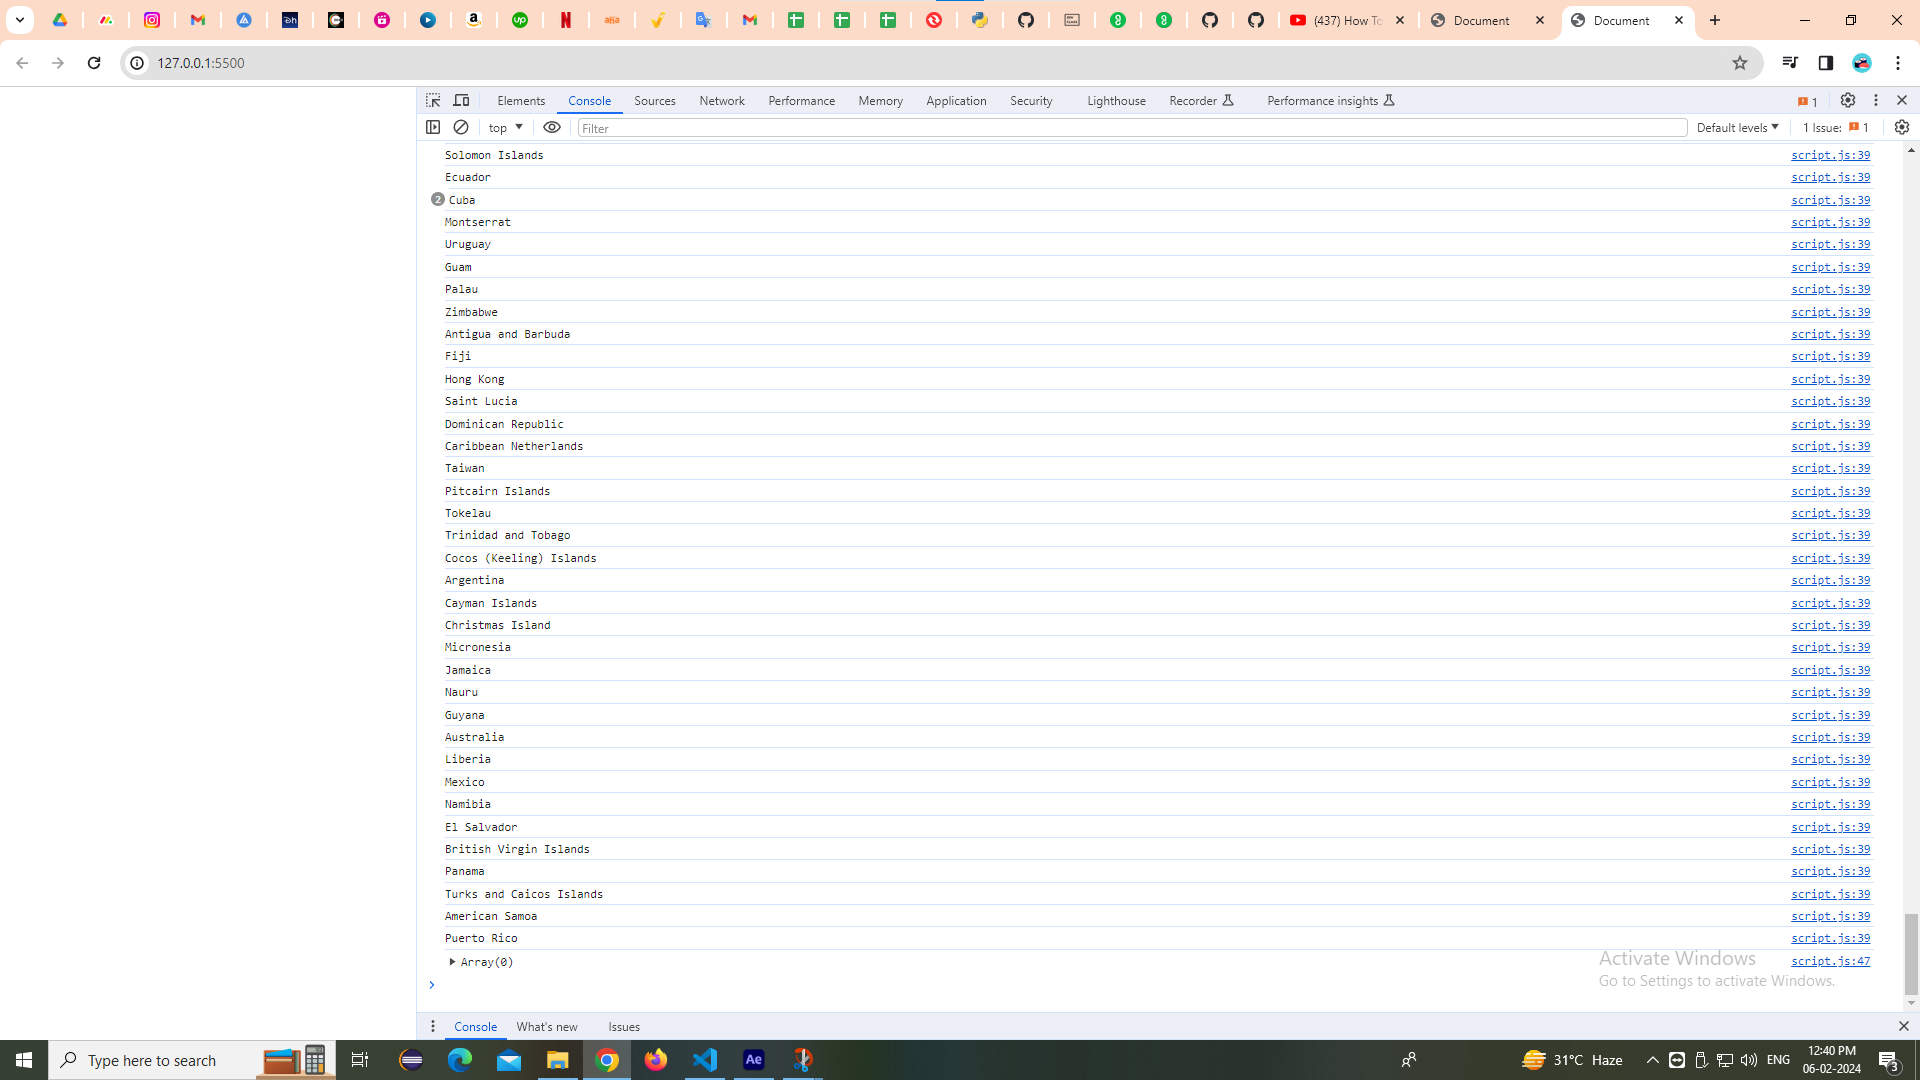 (437) How To
Document
Document
127.0.0.1:5500
Elements Console Sources Network Performance Memory Application Security Lighthouse Recorder Performance insights 1
top Filter Default levels 1 Issue: 1
Solomon Islands script.js:39
Ecuador script.js:39
2 Cuba script.js:39
Montserrat script.js:39
Uruguay script.js:39
Guam script.js:39
Palau script.js:39
Zimbabwe script.js:39
Antigua and Barbuda script.js:39
Fiji script.js:39
Hong Kong script.js:39
Saint Lucia script.js:39
Dominican Republic script.js:39
Caribbean Netherlands script.js:39
Taiwan script.js:39
Pitcairn Islands script.js:39
Tokelau script.js:39
Trinidad and Tobago script.js:39
Cocos (Keeling) Islands script.js:39
Argentina script.js:39
Cayman Islands script.js:39
Christmas Island script.js:39
Micronesia script.js:39
Jamaica script.js:39
Nauru script.js:39
Guyana script.js:39
Australia script.js:39
Liberia script.js:39
Mexico script.js:39
Namibia script.js:39
El Salvador script.js:39
British Virgin Islands script.js:39
Panama script.js:39
Turks and Caicos Islands script.js:39
American Samoa script.js:39
Puerto Rico script.js:39
Array(0) script.js:47
Activate Windows
Go to Settings to activate Windows.
Console What's new Issues
Type here to search
Ae
31°C Haze
ENG
12:40 PM
06-02-2024
3